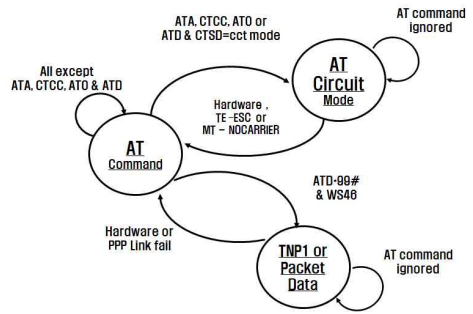 ATA, CTCC, ATO or
ATD & CTSD=cct mode
AT command
ignored
All except
ATA, CTCC, ATO & ATD
AT
Circuit
Mode
Hardware ,
TE -ESC or
MT - NOCARRIER
AT
Command
ATD*99#
& WS46
Hardware or
PPP Link fail
TNP1 or
Packet
Data
AT command
ignored